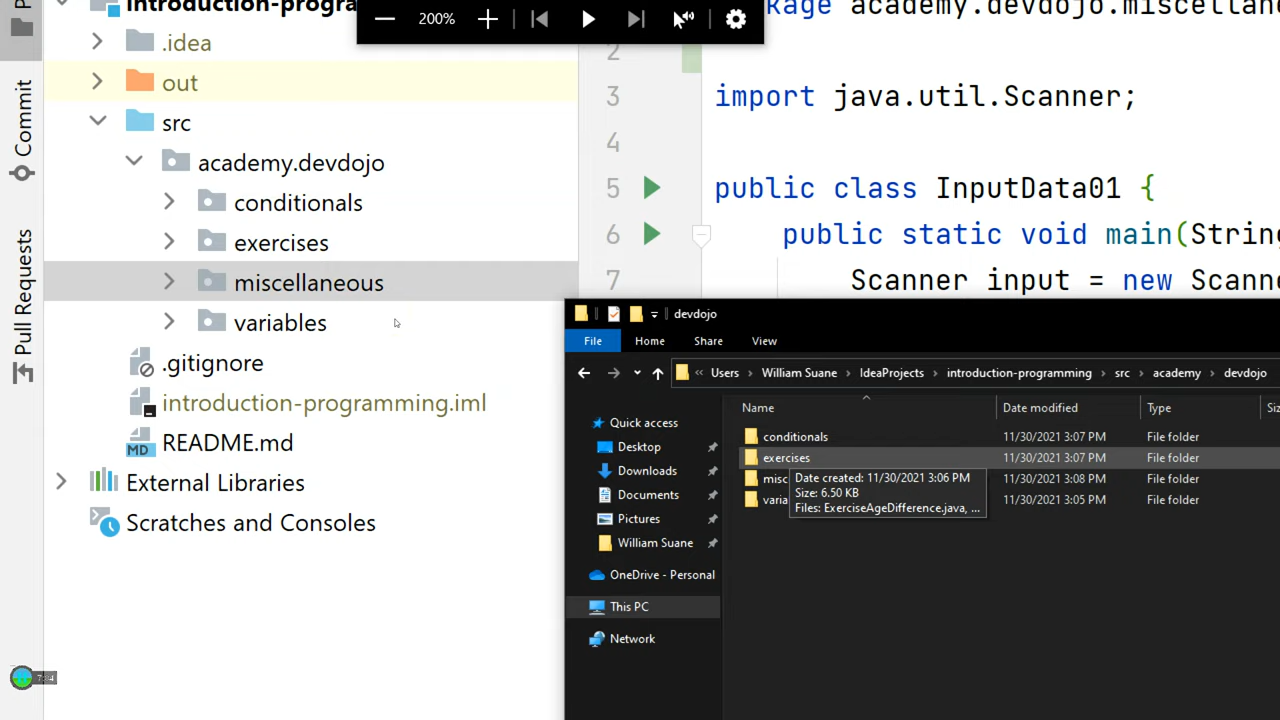 introduction-progra
200%
.idea
out
src
academy.devdojo
conditionals
exercises
miscellaneous
variables
.gitignore
introduction-programming.iml
MD README.md
External Libraries
Scratches and Consoles
Commit
Pull Requests
academy.devdojo.miscellan
2
3 import java.util.Scanner;
4
5 public class InputData01 {
6 public static void main(String
7 Scanner input = new Scanne
devdojo
File Home Share View
« Users William Suane IdeaProjects introduction-programming src academy devdojo
Name Date modified Type
Quick access
Desktop
Downloads
Documents
Pictures
William Suane
OneDrive - Personal
This PC
Network
conditionals 11/30/2021 3:07 PM File folder
exercises 11/30/2021 3:07 PM File folder
misc 11/30/2021 3:08 PM File folder
varia 11/30/2021 3:05 PM File folder
Date created: 11/30/2021 3:06 PM
Size: 6.50 KB
Files: ExerciseAgeDifference.java, ...